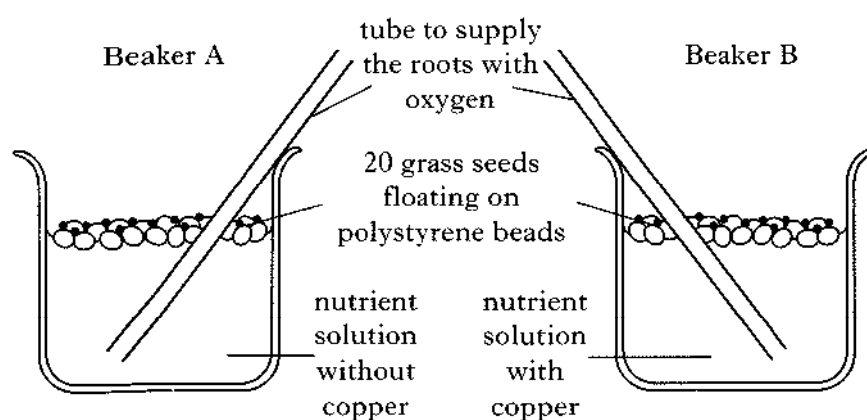 Beaker A
tube to supply
the roots with
oxygen
Beaker B
20 grass seeds
floating on
polystyrene beads
nutrient
solution
without
copper
nutrient
solution
with
copper